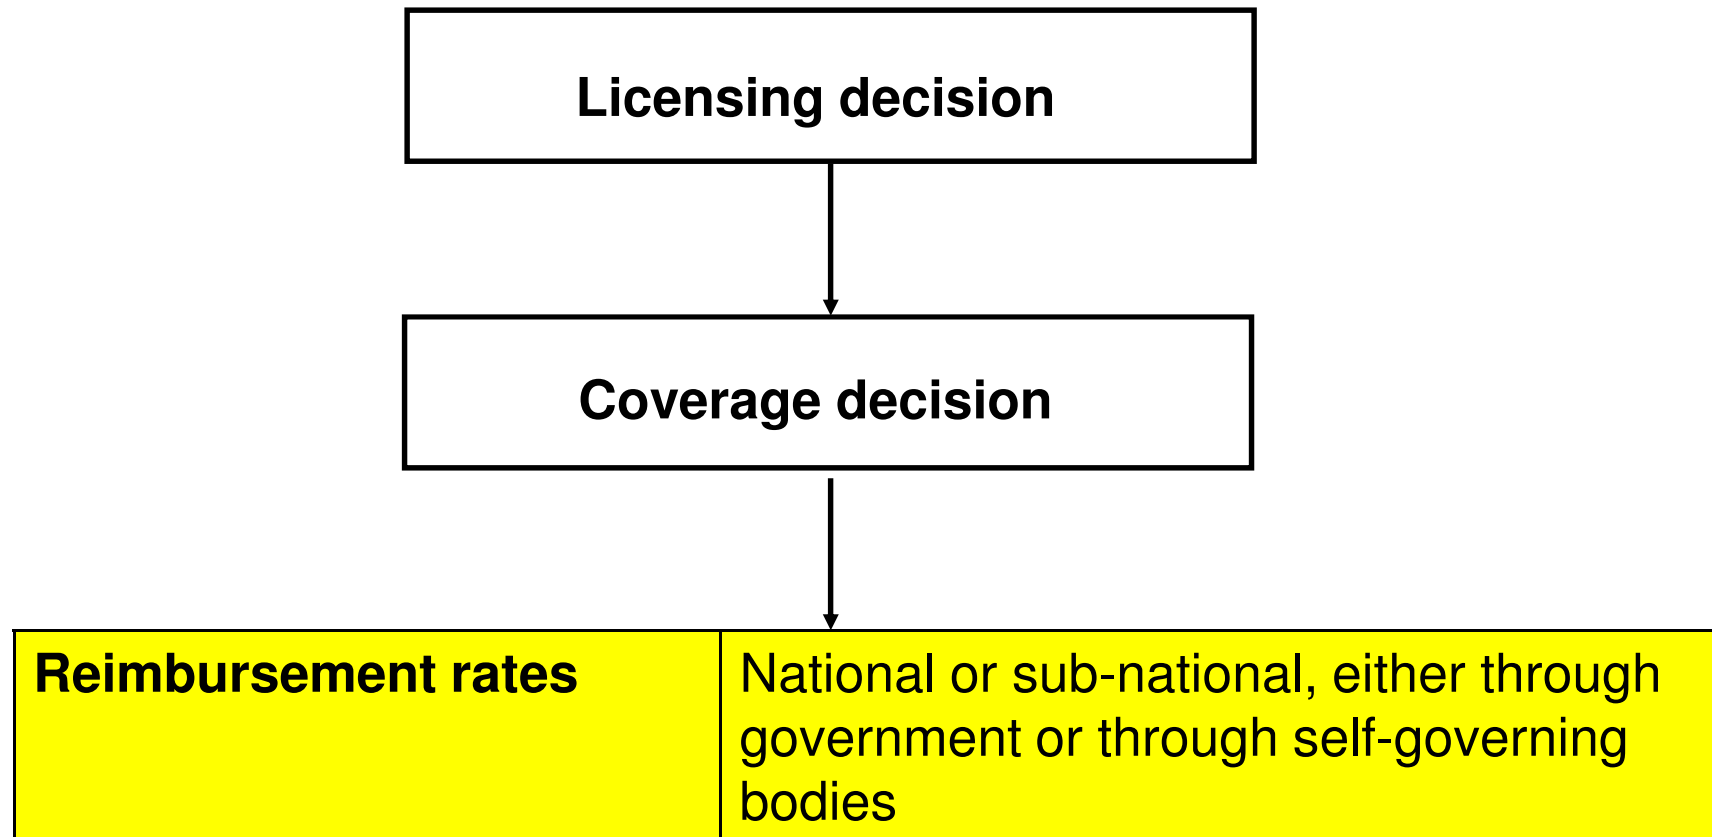 Licensing decision
Coverage decision
Reimbursement rates
National or sub-national, either through
government or through self-governing
bodies